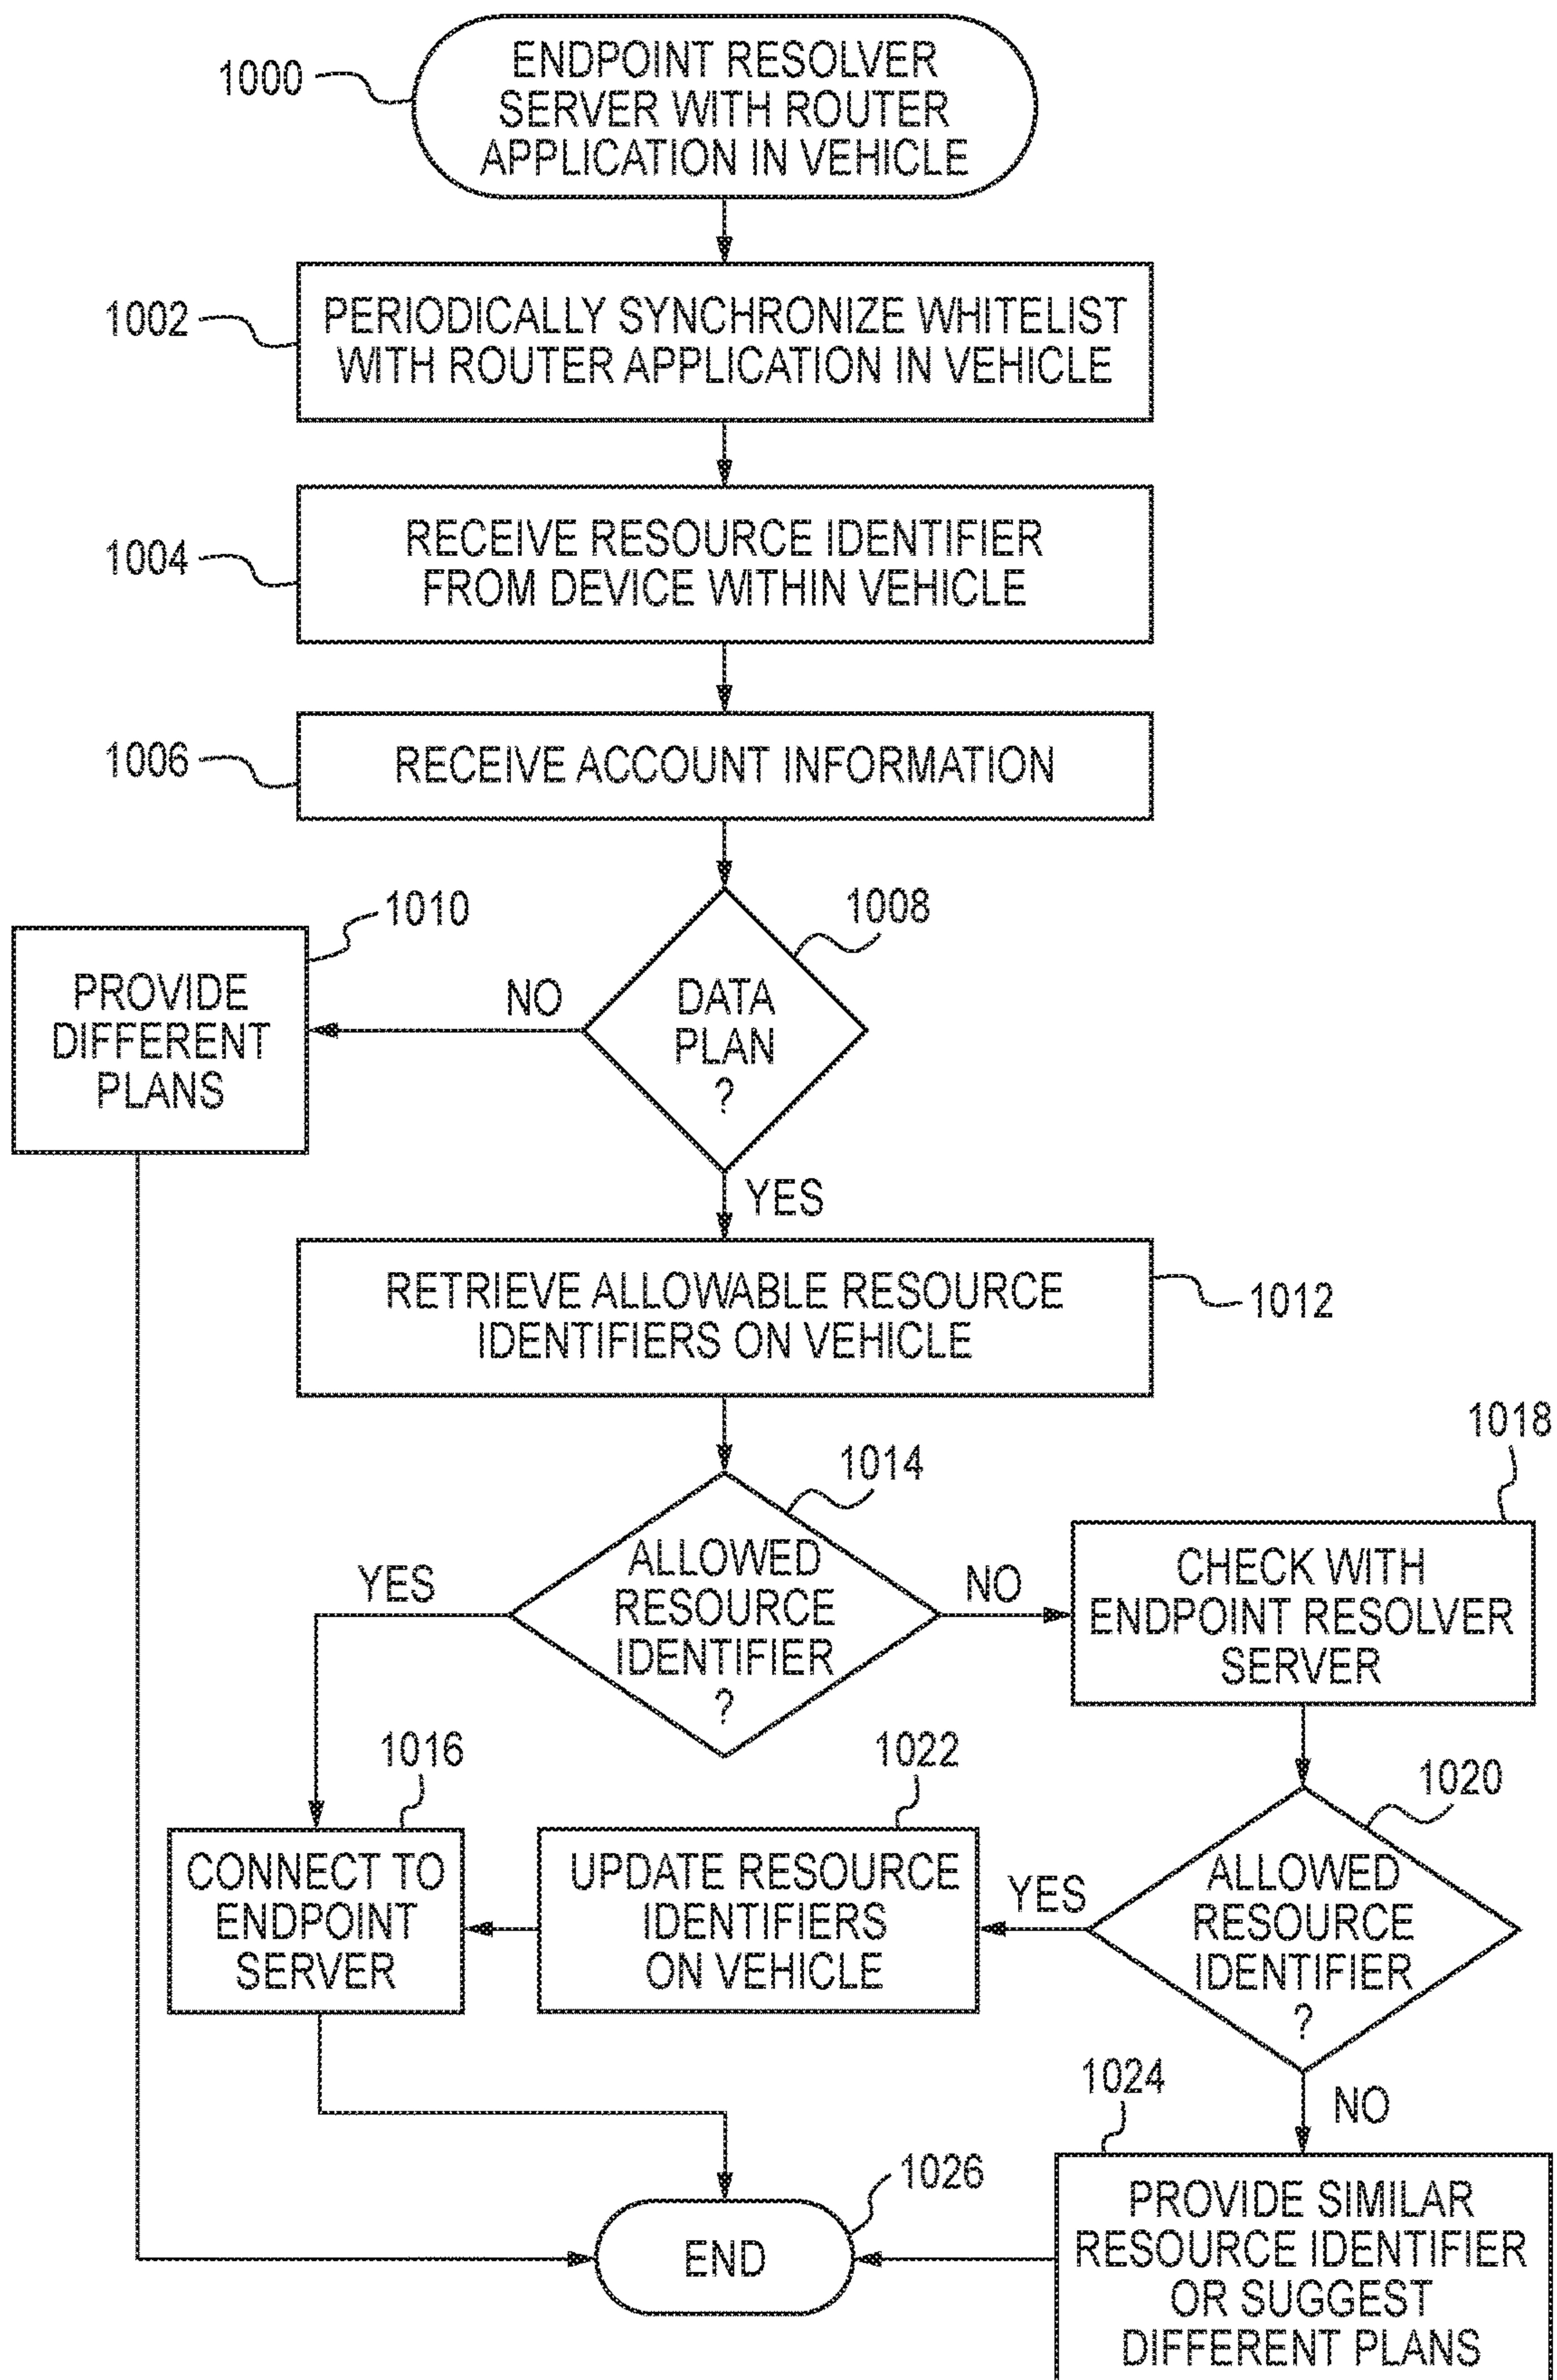 1000
ENDPOINT RESOLVER
SERVER WITH ROUTER
APPLICATION IN VEHICLE
1002
PERIODICALLY SYNCHRONIZE WHITELIST
WITH ROUTER APPLICATION IN VEHICLE
1004
RECEIVE RESOURCE IDENTIFIER
FROM DEVICE WITHIN VEHICLE
1006
RECEIVE ACCOUNT INFORMATION
1008
DATA
PLAN
?
NO
1010
PROVIDE
DIFFERENT
PLANS
YES
RETRIEVE ALLOWABLE RESOURCE
IDENTIFIERS ON VEHICLE
1012
1014
ALLOWED
RESOURCE
IDENTIFIER
?
YES
NO
1018
CHECK WITH
ENDPOINT RESOLVER
SERVER
1016
CONNECT TO
ENDPOINT
SERVER
1022
UPDATE RESOURCE
IDENTIFIERS
ON VEHICLE
YES
1020
ALLOWED
RESOURCE
IDENTIFIER
?
NO
1024
PROVIDE SIMILAR
RESOURCE IDENTIFIER
OR SUGGEST
DIFFERENT PLANS
1026
END